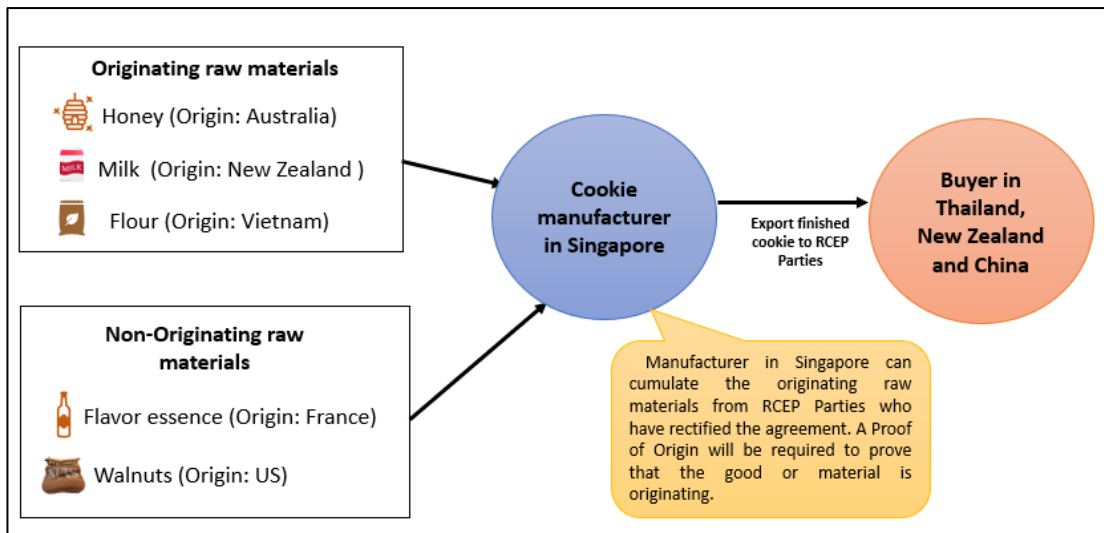 Originating raw materials
Honey (Origin: Australia)
MILK
Milk (Origin: New Zealand )
Flour (Origin: Vietnam)
Non-Originating raw
materials
Flavor essence (Origin: France)
Walnuts (Origin: US)
Cookie
manufacturer
in Singapore
Export finished
cookie to RCEP
Parties
Buyer in
Thailand,
New Zealand
and China
Manufacturer in Singapore can
cumulate the originating raw
materials from RCEP Parties who
have rectified the agreement. A Proof
of Origin will be required to prove
that the good or material is
originating.